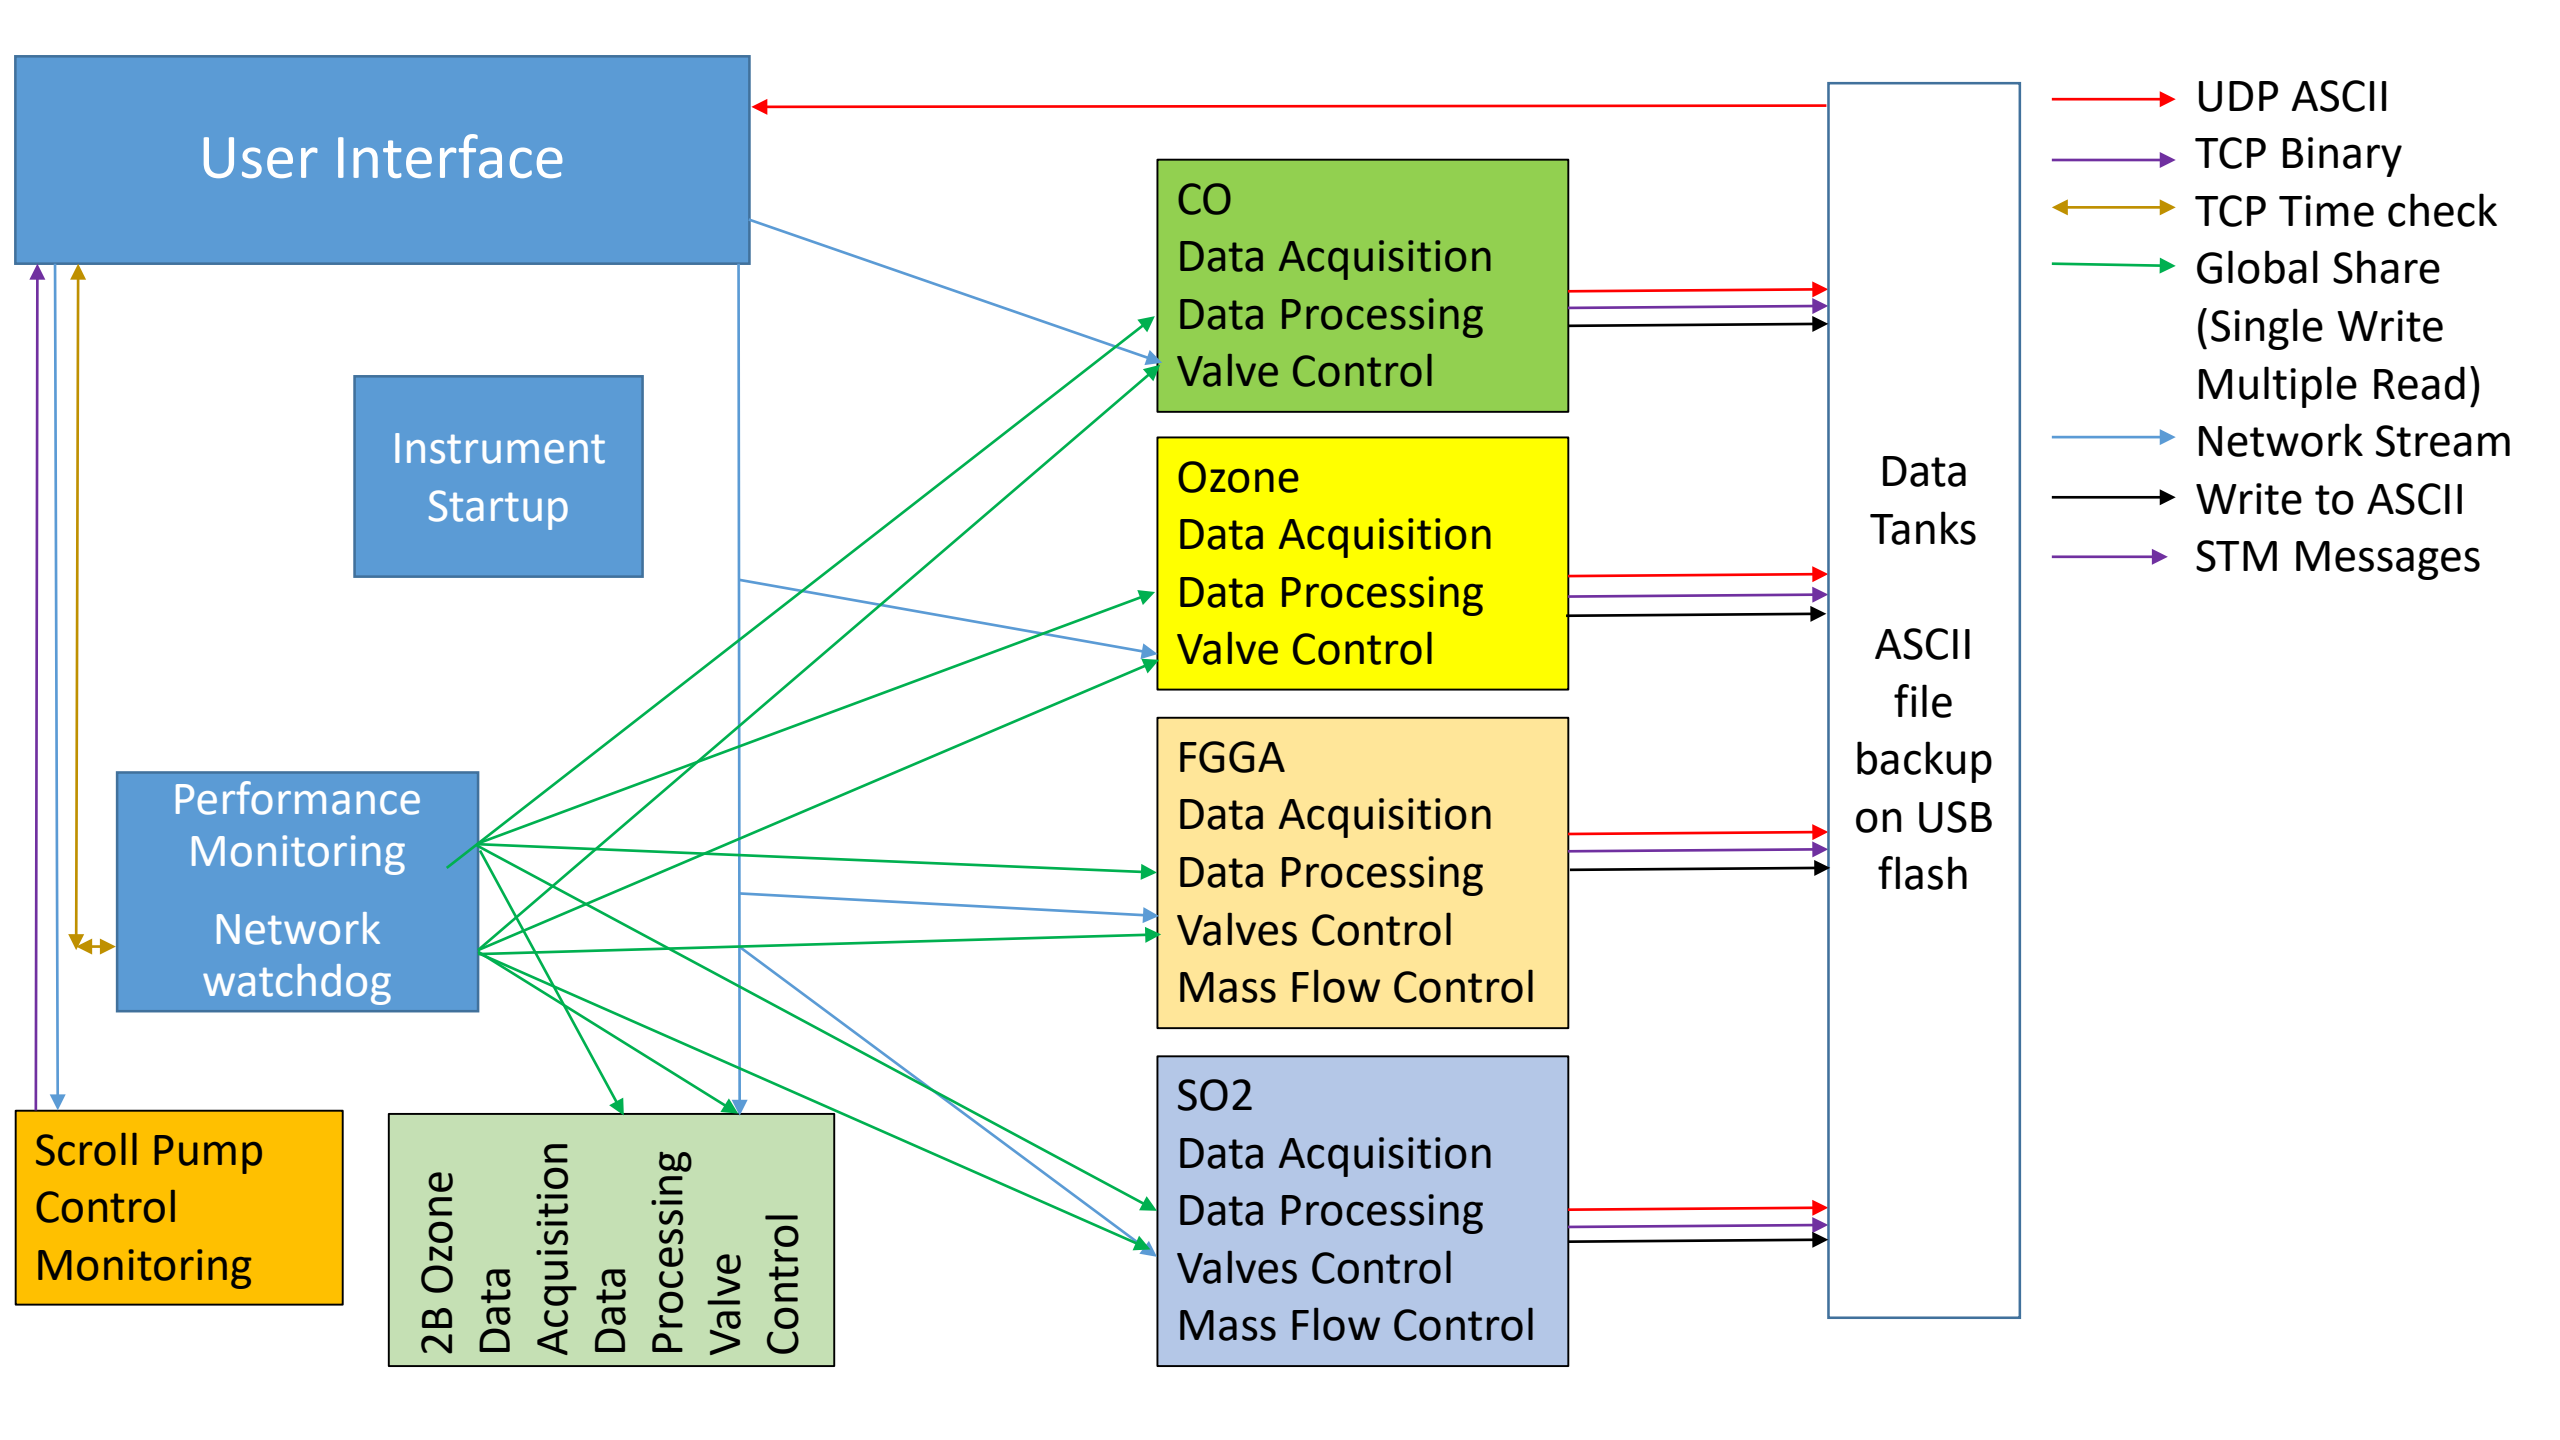 User Interface
Instrument
Startup
Performance
Monitoring
Network
watchdog
Scroll Pump
Control
Monitoring
2B Ozone
Data
Acquisition
Data
Processing
Valve
Control
CO
Data Acquisition
Data Processing
Valve Control
Ozone
Data Acquisition
Data Processing
Valve Control
FGGA
Data Acquisition
Data Processing
Valves Control
Mass Flow Control
SO2
Data Acquisition
Data Processing
Valves Control
Mass Flow Control
Data
Tanks
ASCII
file
backup
on USB
flash
UDP ASCII
TCP Binary
TCP Time check
Global Share
(Single Write
Multiple Read)
Network Stream
Write to ASCII
STM Messages